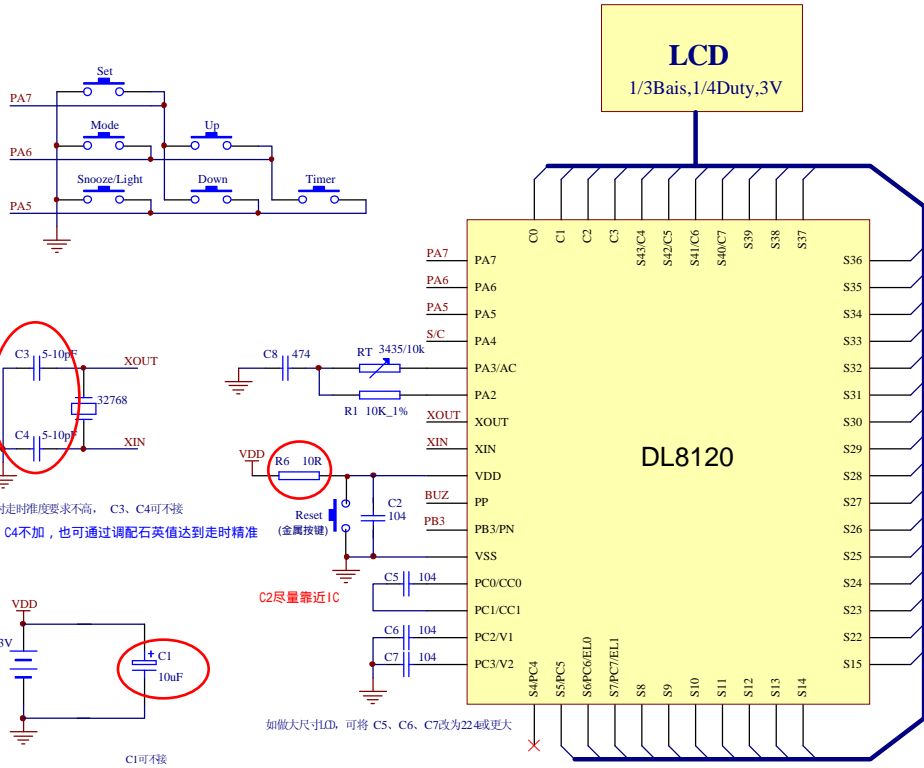 LCD
1/3Bais,1/4Duty,3V
Set
PA7
Mode
Up
PA6
Snooze/Light
Down
Timer
PA5
C0
C1
C2
C3
S43/C4
S42/C5
S41/C6
S40/C7
S39
S38
S37
PA7 PA7
PA6 PA6
PA5 PA5
S/C PA4
C8 474
RT 3435/10k
PA3/AC
R1 10K_1%
PA2
XOUT XOUT
XIN XIN
VDD
R6 10R
VDD
BUZ PP
PB3 PB3/PN
VSS
PC0/CC0
PC1/CC1
PC2/V1
PC3/V2
DL8120
S36
S35
S34
S33
S32
S31
S30
S29
S28
S27
S26
S25
S24
S23
S22
S15
C3 5-10pF
XOUT
32768
C4 5-10pF
XIN
时走时准度要求不高， C3、C4可不接
C4不加，也可通过调配石英值达到走时精准
Reset
(金属按键)
C2
104
C2尽量靠近IC
C5 104
C6 104
C7 104
VDD
3V
+ C1
10uF
C1可不接
如做大尺寸LCD, 可将 C5、C6、C7改为224或更大
S4/PC4
S5/PC5
S6/PC6/EL0
S7/PC7/EL1
S8
S9
S10
S11
S12
S13
S14